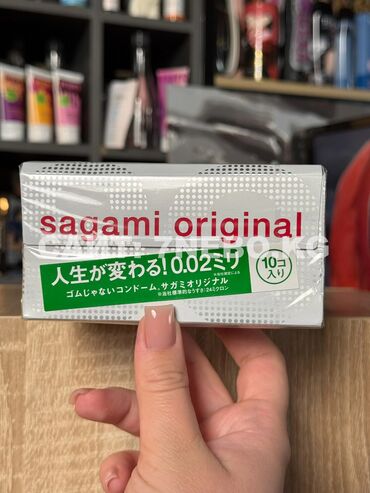 sagami original
人生が変わる! 0.02ミリ
10コ
入り
ゴムじゃないコンドーム、サガミオリジナル